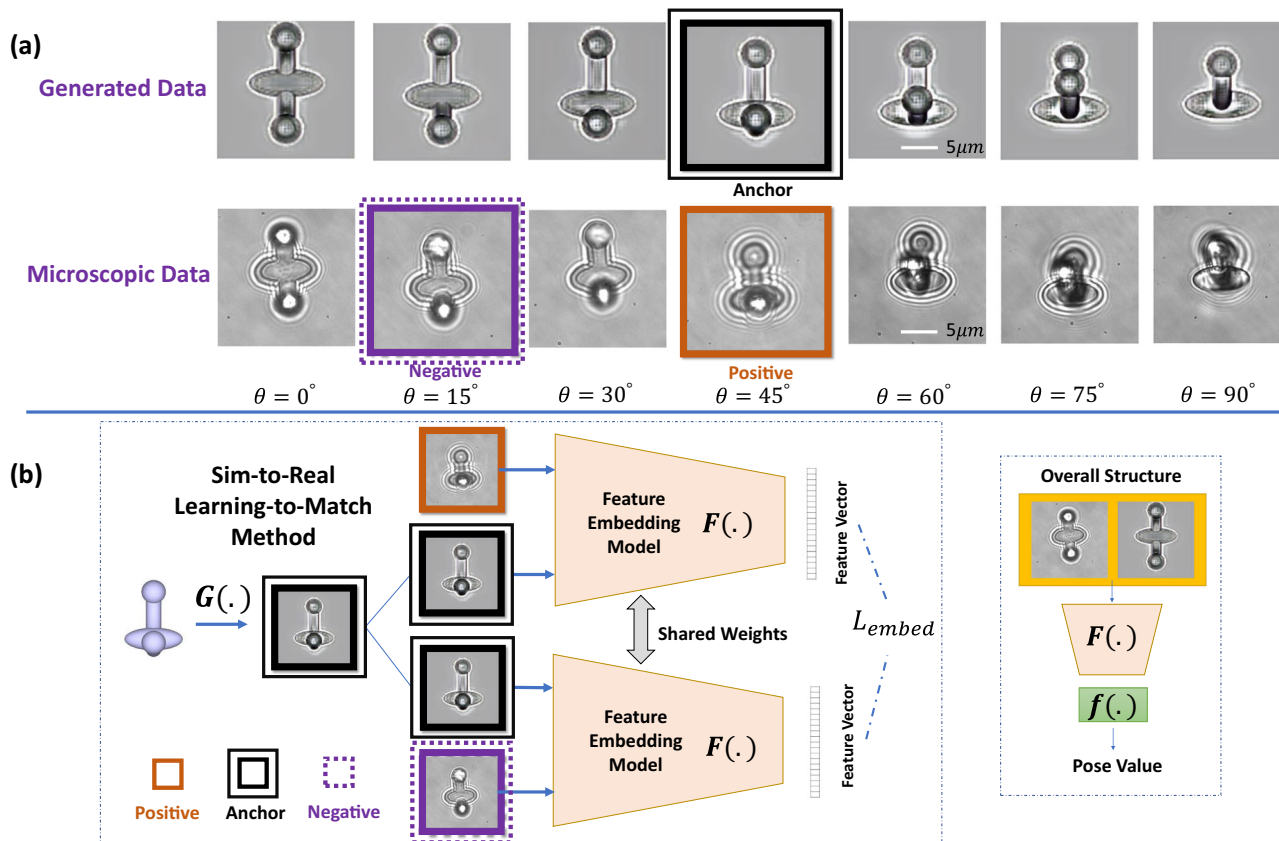 (a)
Generated Data
5μm
Anchor
Microscopic Data
5μm
Negative
Positive
θ = 0°
θ = 15°
θ = 30°
θ = 45°
θ = 60°
θ = 75°
θ = 90°
(b)
Sim-to-Real
Learning-to-Match
Method
G(.)
Feature
Embedding
Model
F(.)
Feature Vector
Shared Weights
L_embed
Feature
Embedding
Model
F(.)
Feature Vector
Positive
Anchor
Negative
Overall Structure
F(.)
f(.)
Pose Value